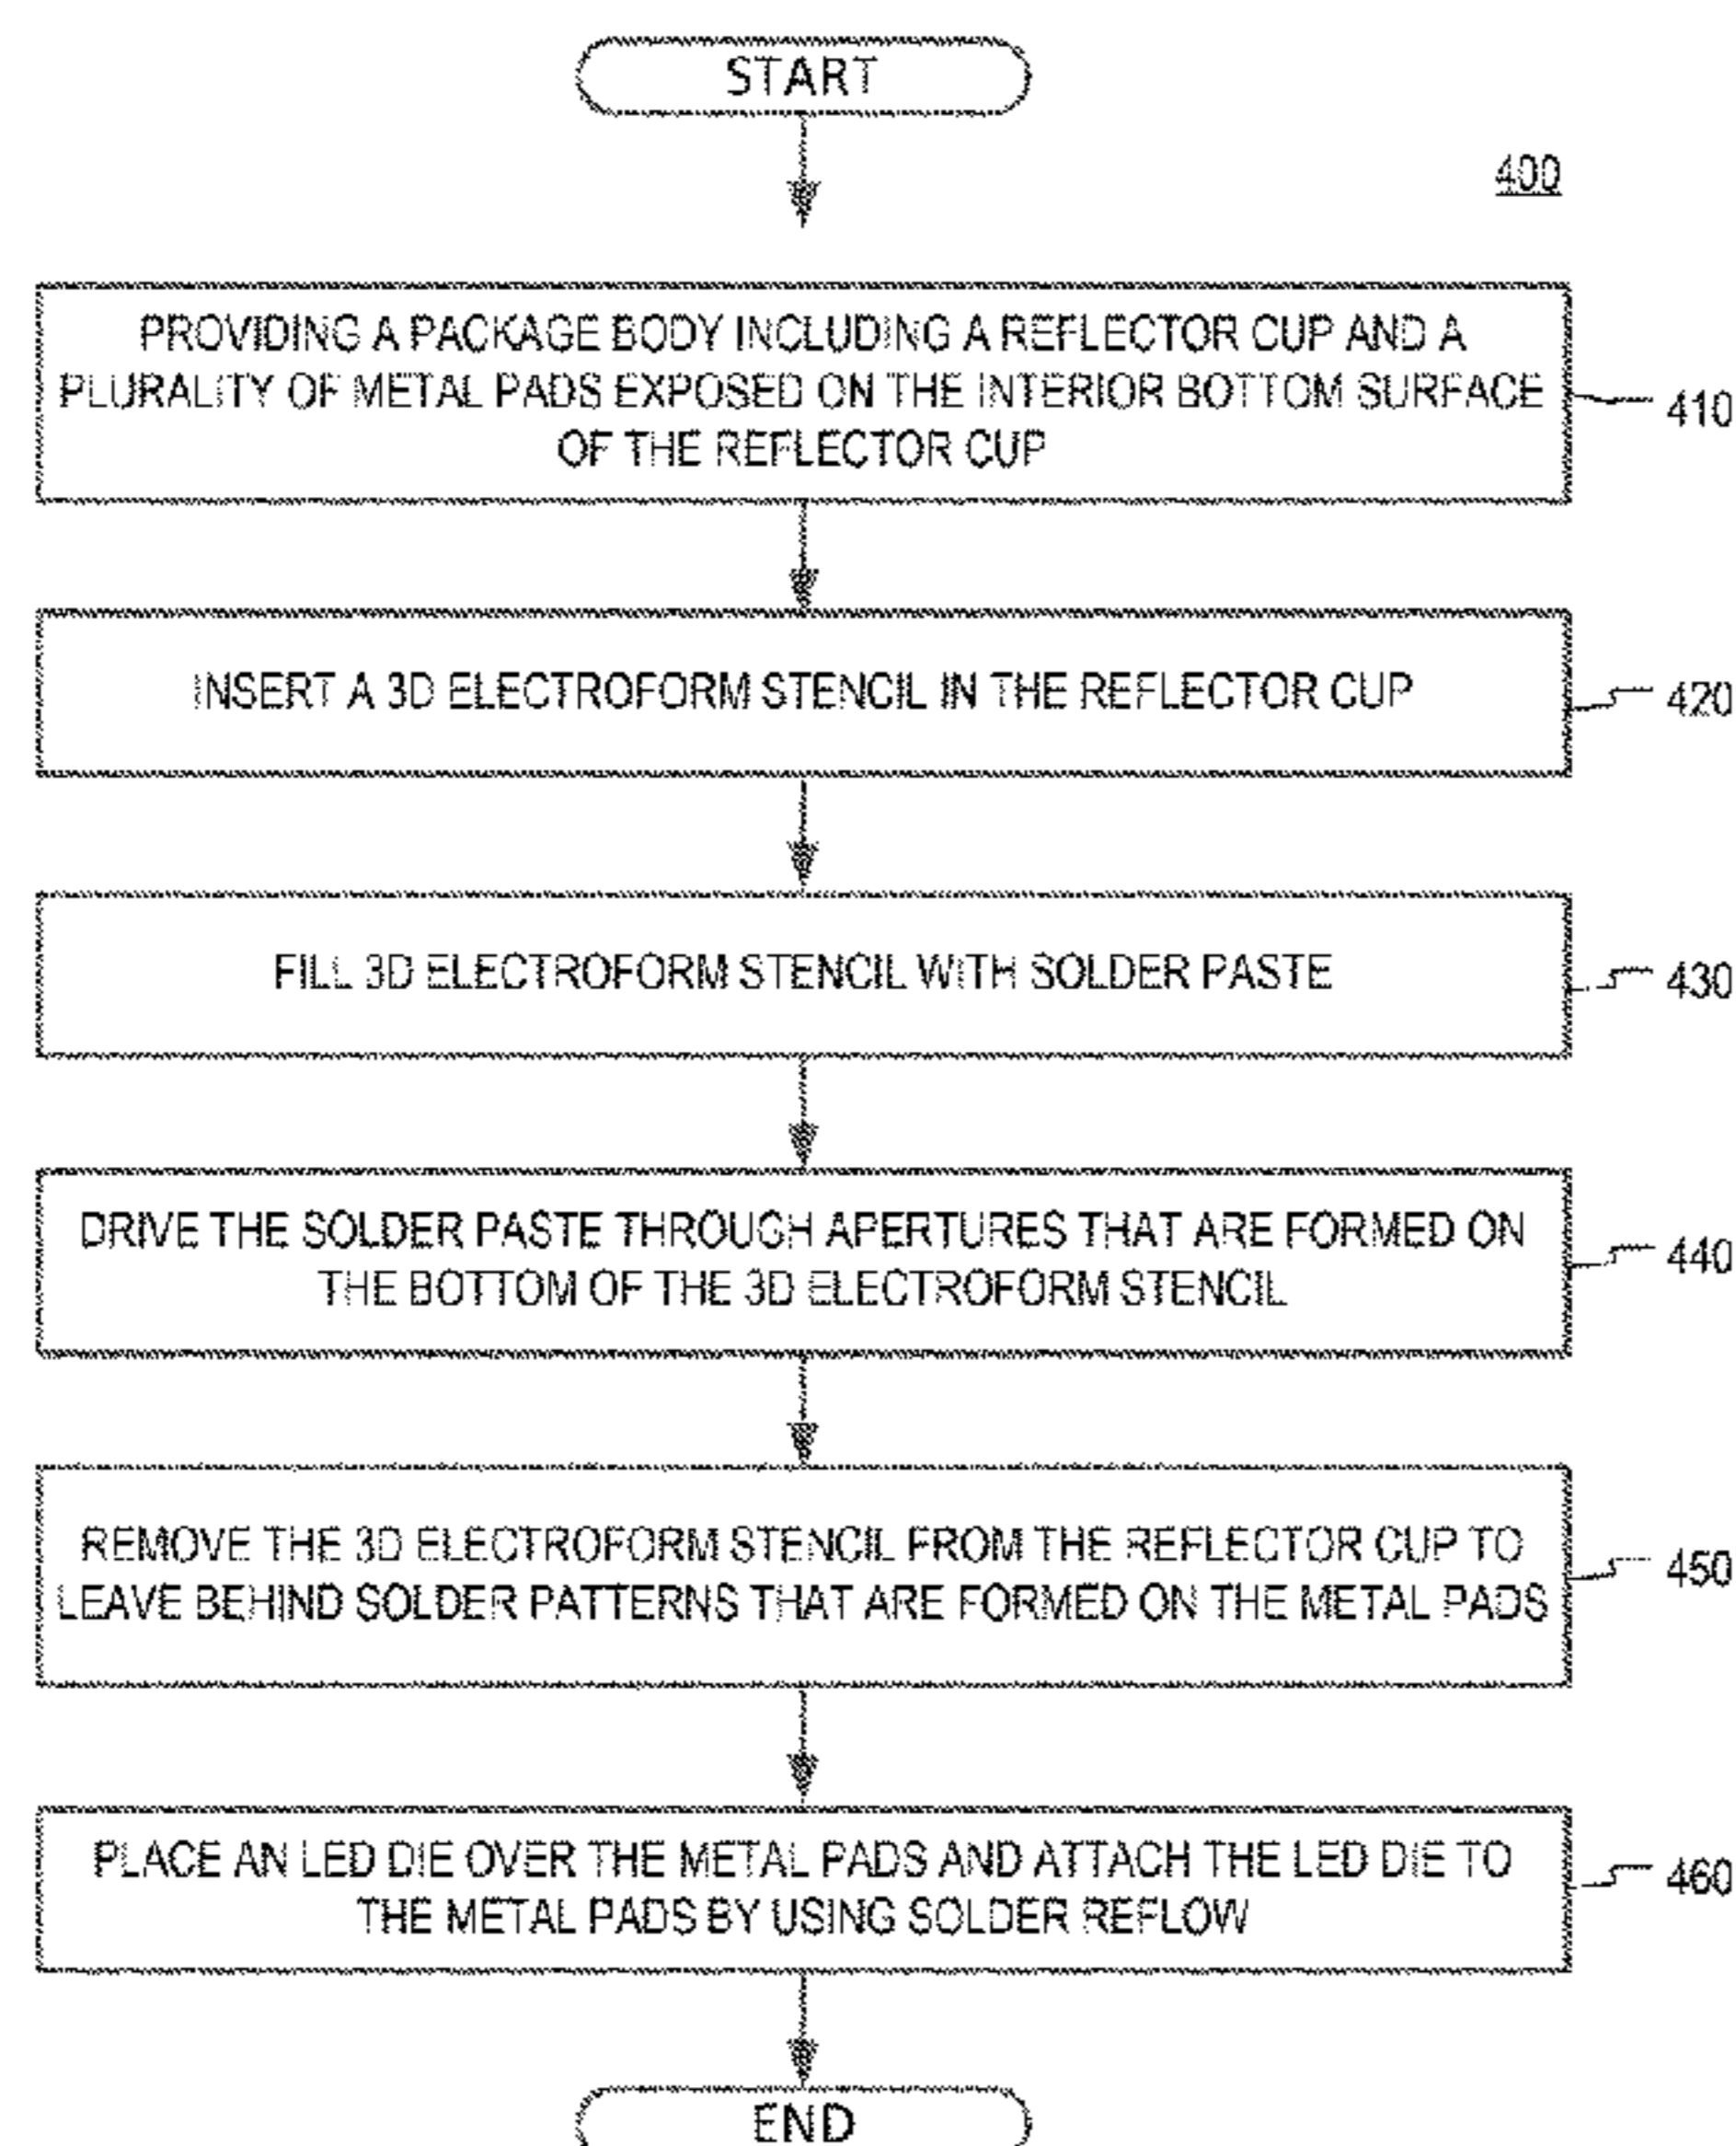 START
400
PROVIDING A PACKAGE BODY INCLUDING A REFLECTOR CUP AND A
PLURALITY OF METAL PADS EXPOSED ON THE INTERIOR BOTTOM SURFACE
OF THE REFLECTOR CUP
410
INSERT A 3D ELECTROFORM STENCIL IN THE REFLECTOR CUP
420
FILL 3D ELECTROFORM STENCIL WITH SOLDER PASTE
430
DRIVE THE SOLDER PASTE THROUGH APERTURES THAT ARE FORMED ON
THE BOTTOM OF THE 3D ELECTROFORM STENCIL
440
REMOVE THE 3D ELECTROFORM STENCIL FROM THE REFLECTOR CUP TO
LEAVE BEHIND SOLDER PATTERNS THAT ARE FORMED ON THE METAL PADS
450
PLACE AN LED DIE OVER THE METAL PADS AND ATTACH THE LED DIE TO
THE METAL PADS BY USING SOLDER REFLOW
460
END